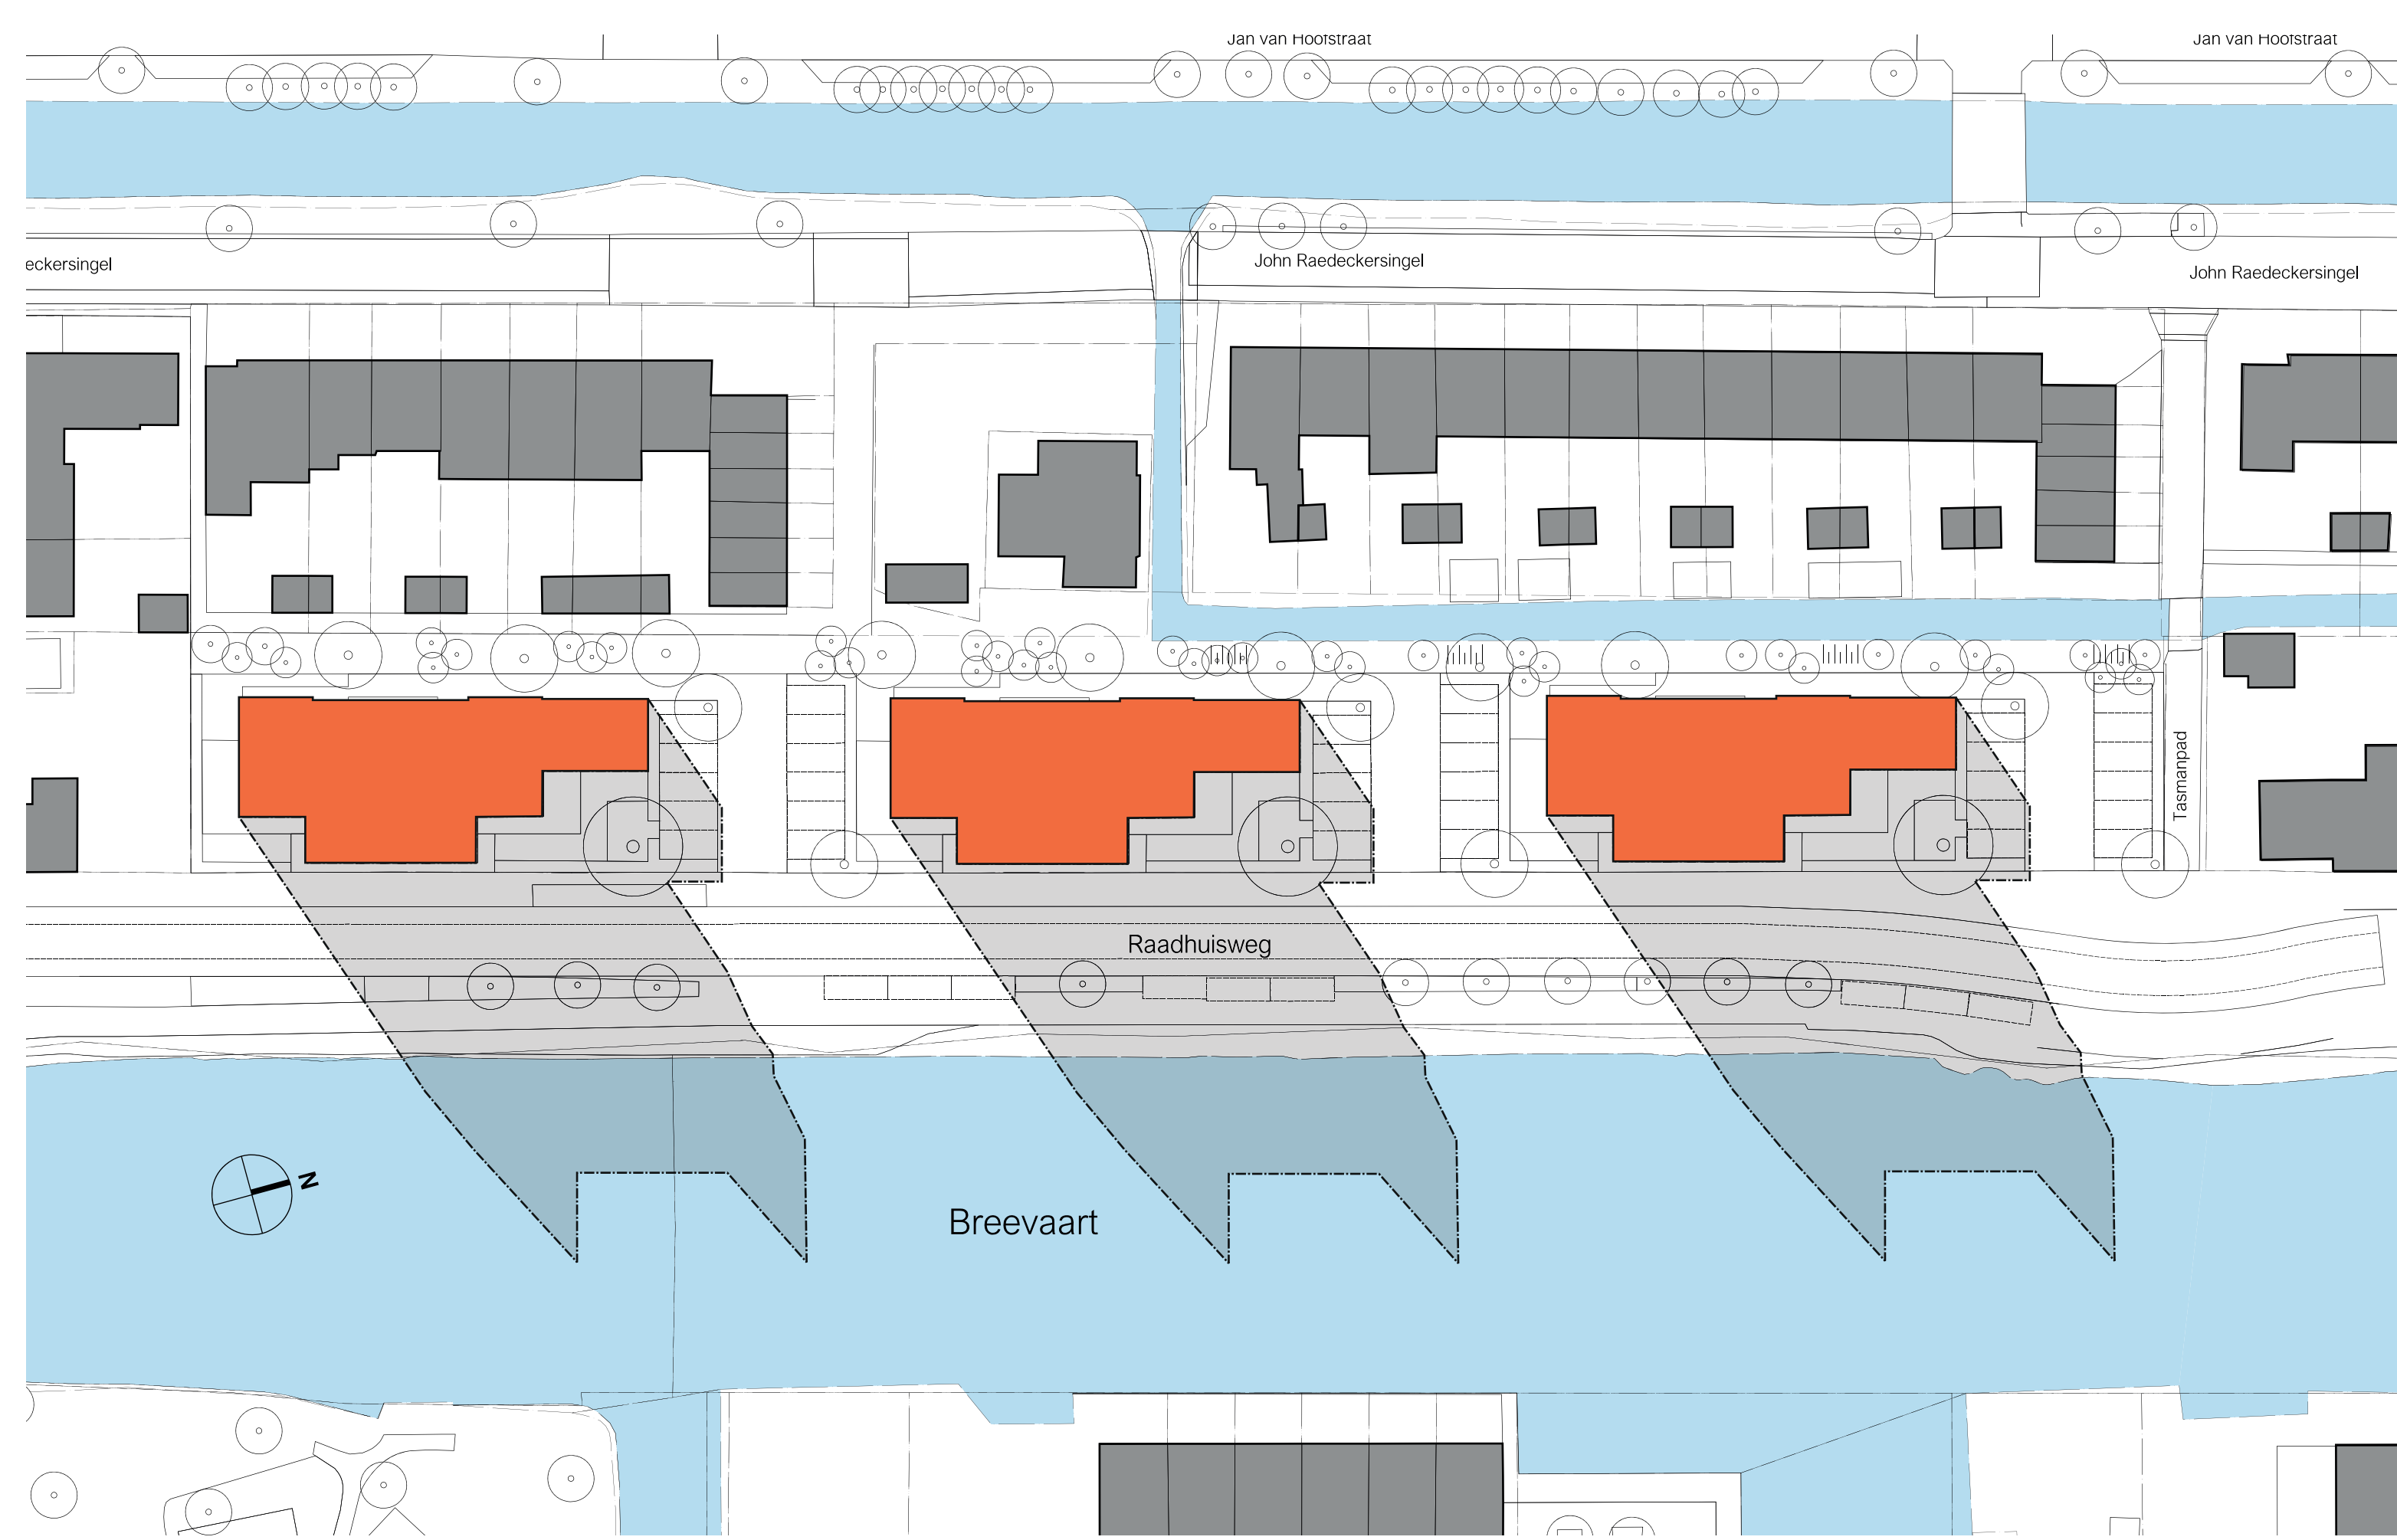 Jan van Hoofstraat
Jan van Hoofstraat
eckersingel
John Raedeckersingel
John Raedeckersingel
Tasmanpad
Raadhuisweg
N
Breevaart